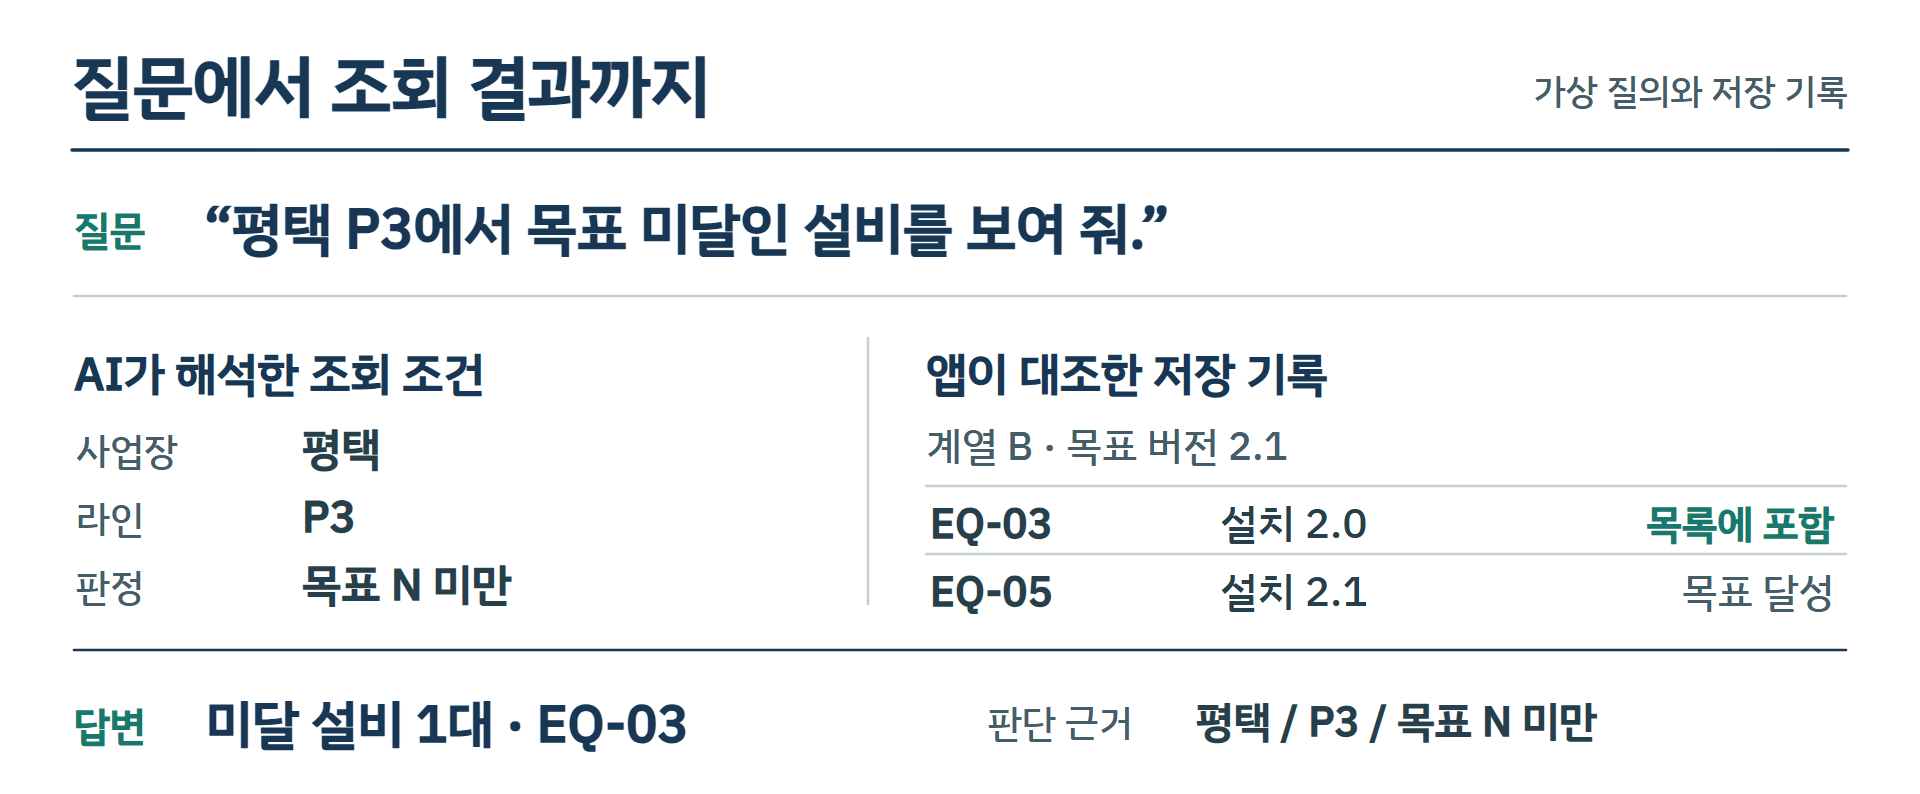 질문에서 조회 결과까지
가상 질의와 저장 기록
질문 “평택 P3에서 목표 미달인 설비를 보여 줘.”
AI가 해석한 조회 조건
사업장 평택
라인 P3
판정 목표 N 미만
앱이 대조한 저장 기록
계열 B · 목표 버전 2.1
EQ-03 설치 2.0 목록에 포함
EQ-05 설치 2.1 목표 달성
답변 미달 설비 1대 · EQ-03
판단 근거 평택 / P3 / 목표 N 미만